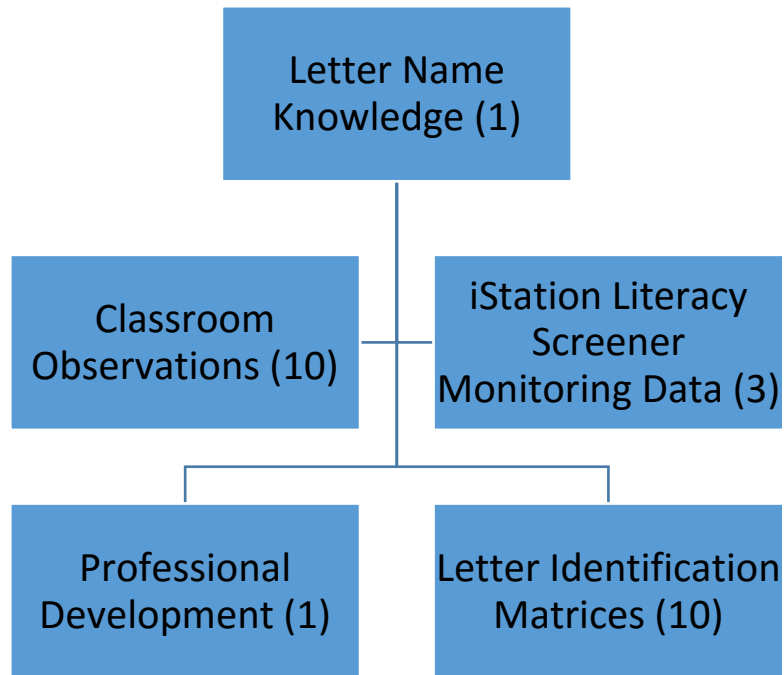 Letter Name
Knowledge (1)
Classroom
Observations (10)
iStation Literacy
Screener
Monitoring Data (3)
Professional
Development (1)
Letter Identification
Matrices (10)